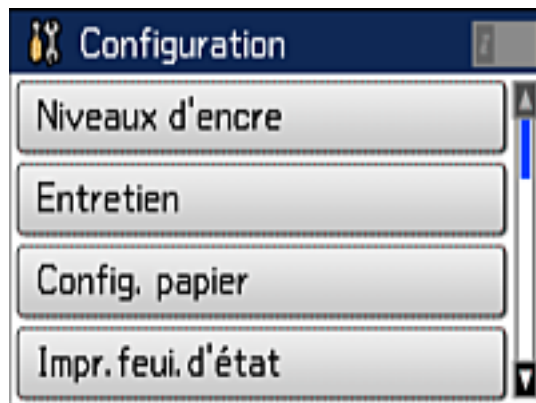 Configuration
Niveaux d'encre
Entretien
Config. papier
Impr.feui.d'état